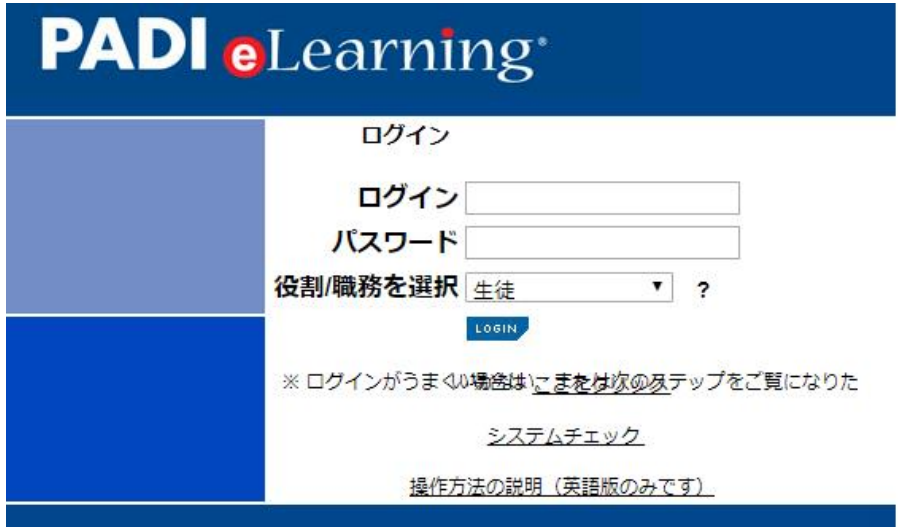 PADI eLearning®
ログイン
ログイン
パスワード
役割/職務を選択 生徒 ?
LOGIN
※ ログインがうま テップをご覧になりた
システムチェック
操作方法の説明（英語版のみです）